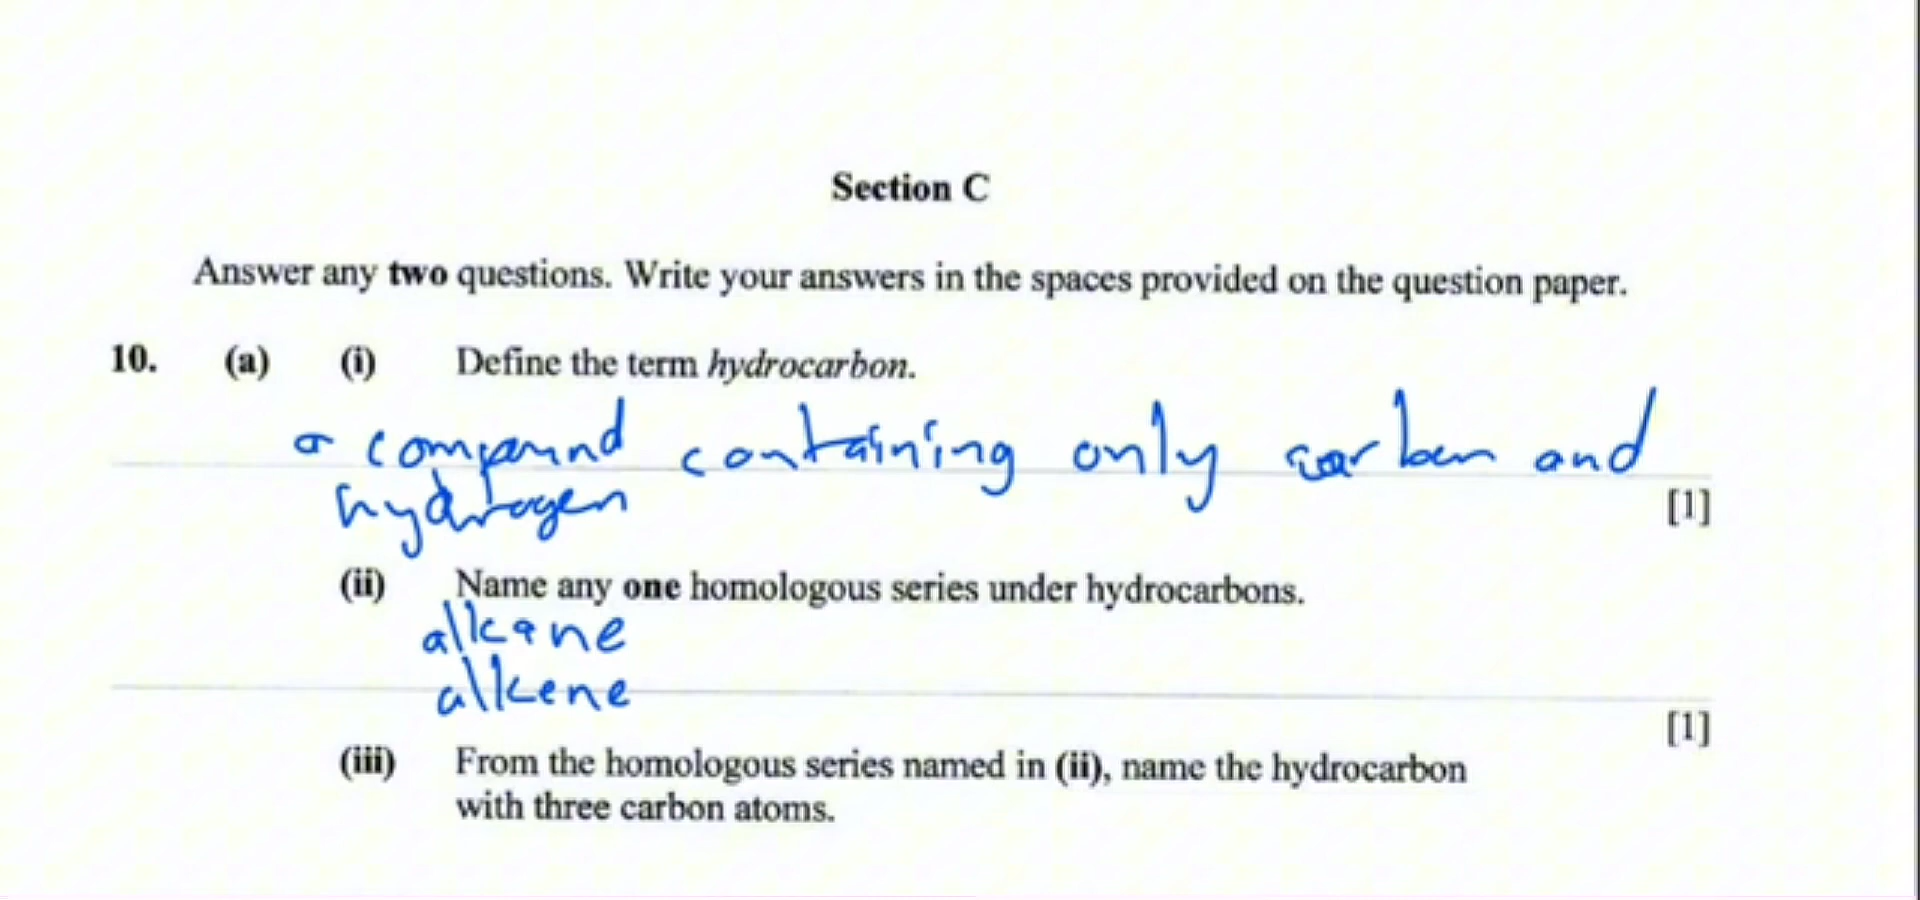 Section C
Answer any two questions. Write your answers in the spaces provided on the question paper.
10. (a) (i) Define the term hydrocarbon.
a compound containing only carbon and
hydrogen
[1]
(ii) Name any one homologous series under hydrocarbons.
alkane
alkene
[1]
(iii) From the homologous series named in (ii), name the hydrocarbon
with three carbon atoms.